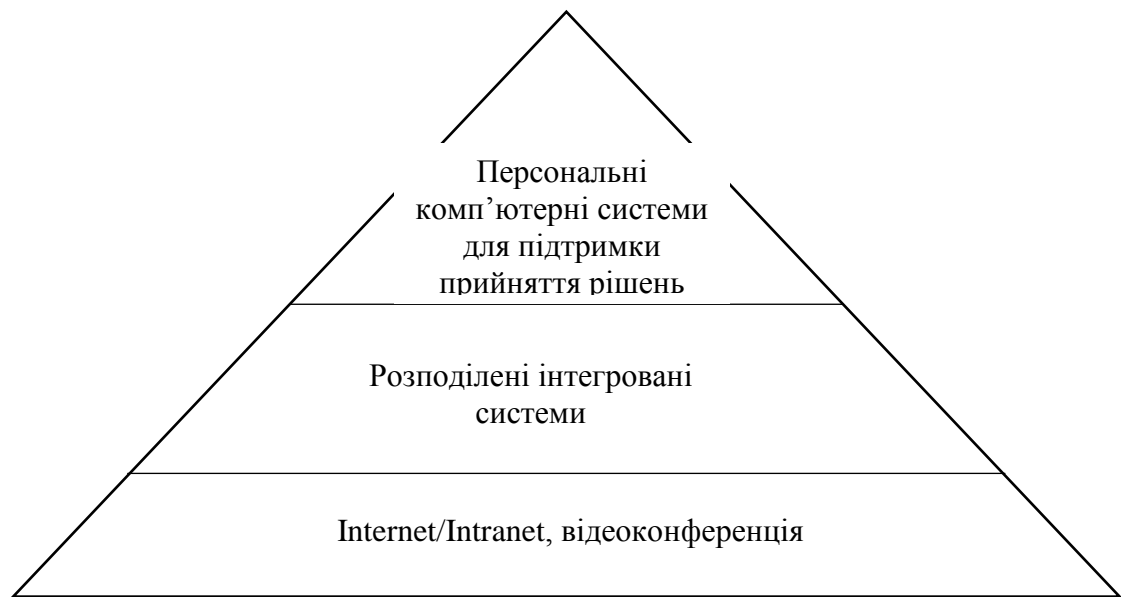 Персональні
комп’ютерні системи
для підтримки
прийняття рішень
Розподілені інтегровані
системи
Internet/Intranet, відеоконференція